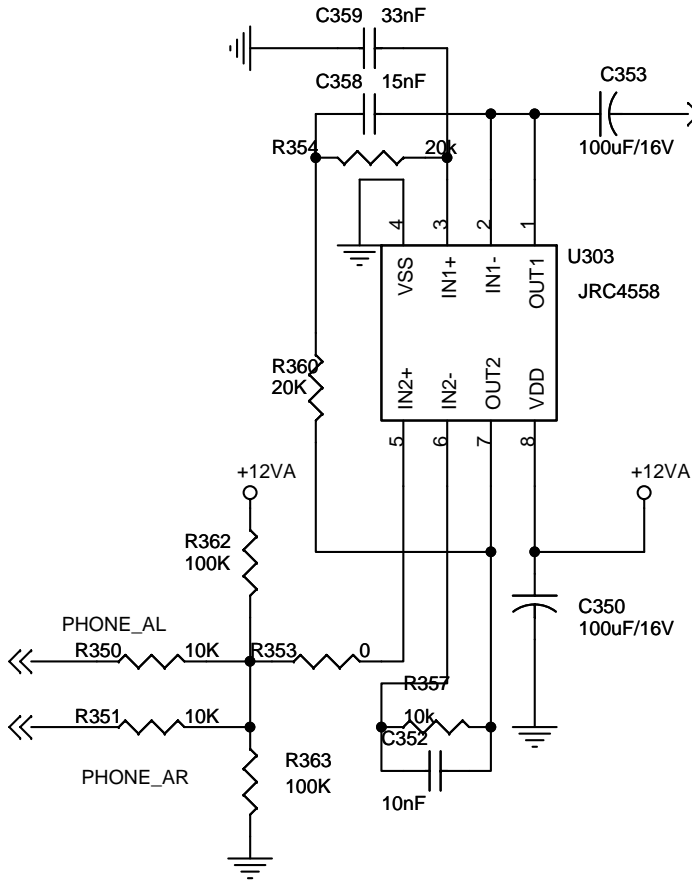 C359 33nF
C358 15nF
C353
100uF/16V
R354 20k
4 3 2 1
VSS IN1+ IN1- OUT1
U303
JRC4558
IN2+ IN2- OUT2 VDD
5 6 7 8
R360
20K
+12VA
+12VA
R362
100K
C350
100uF/16V
PHONE_AL
R350 10K R353 0
R357
10k
R351 10K
C352
10nF
PHONE_AR
R363
100K